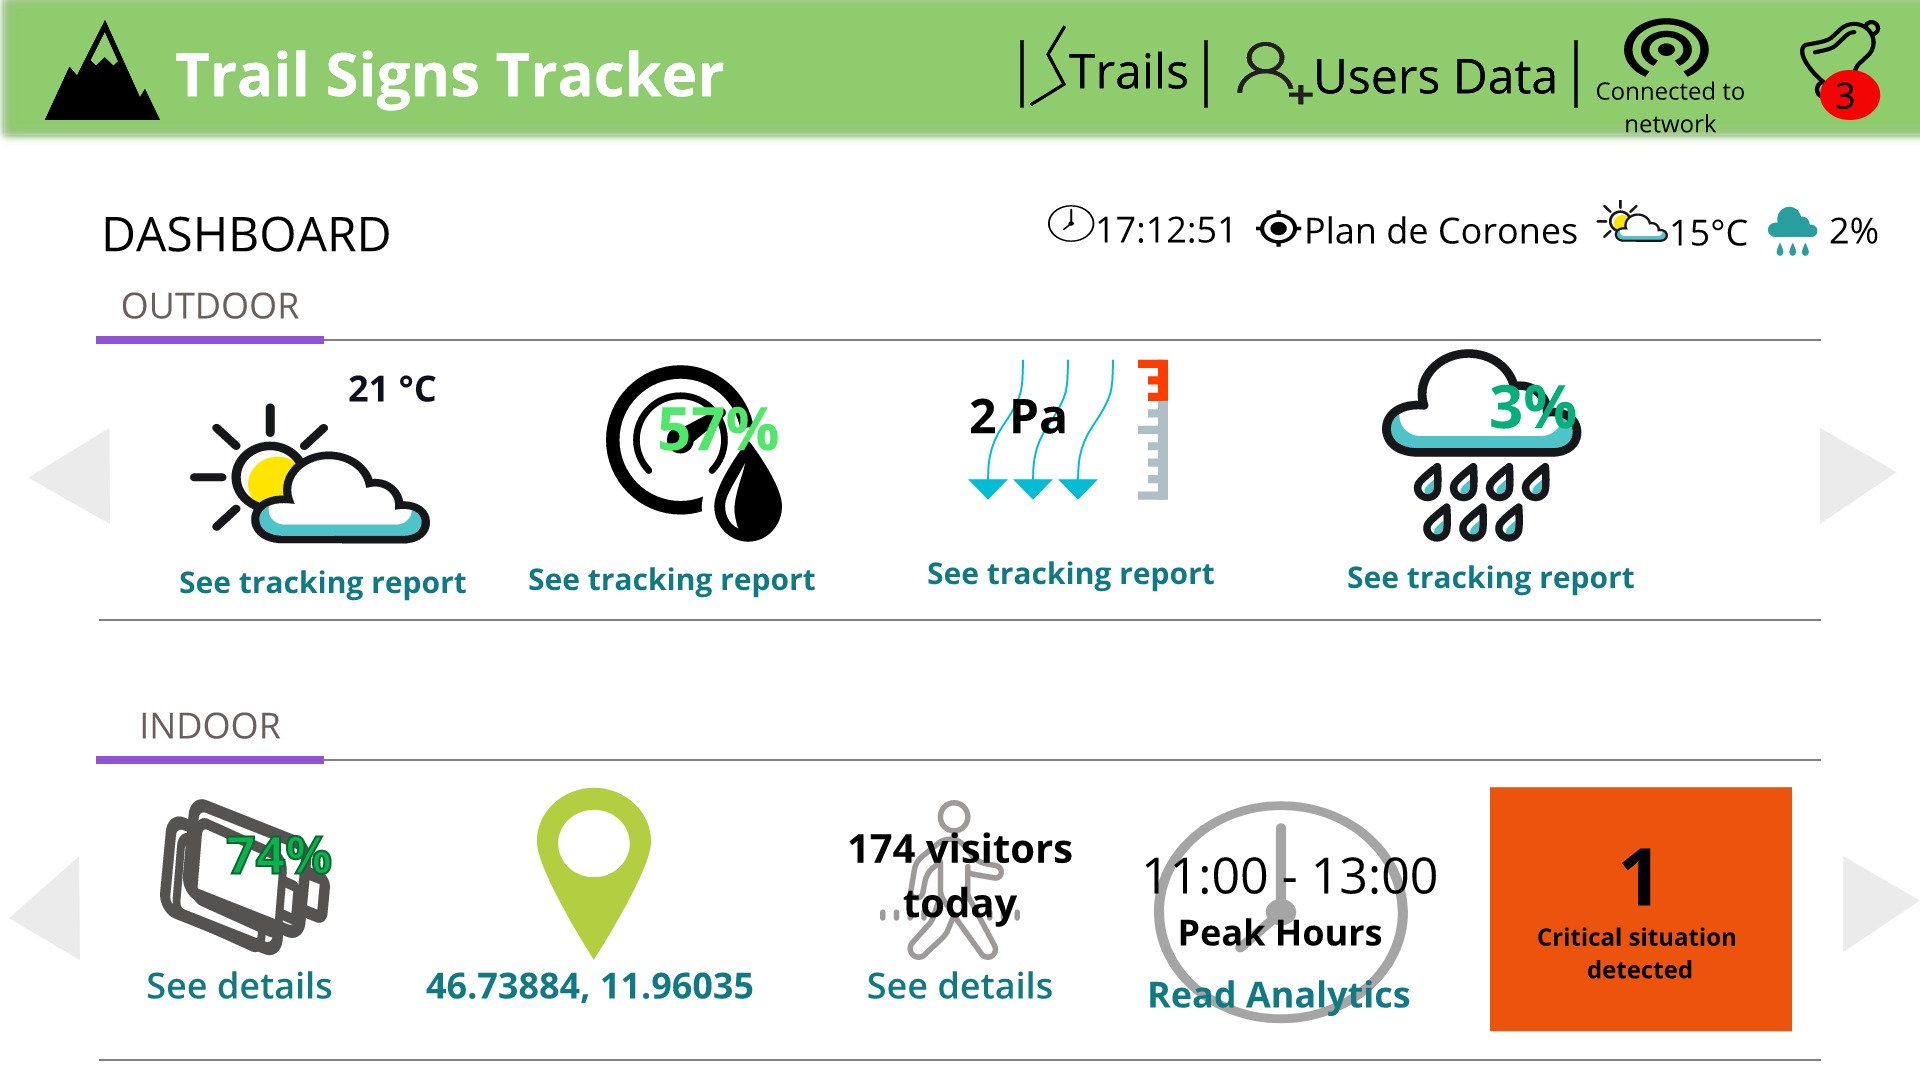 Trail Signs Tracker
Trails
Users Data
Connected to
network
3
DASHBOARD
17:12:51
Plan de Corones
15°C
2%
OUTDOOR
21 °C
57%
2 Pa
3%
See tracking report
See tracking report
See tracking report
See tracking report
INDOOR
74%
See details
46.73884, 11.96035
174 visitors
today
See details
11:00 - 13:00
Peak Hours
Read Analytics
1
Critical situation
detected